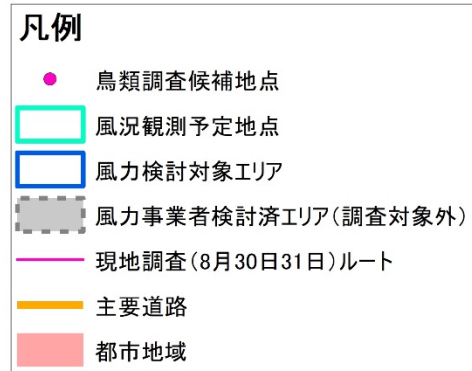 凡例
鳥類調査候補地点
風況観測予定地点
風力検討対象エリア
風力事業者検討済エリア(調査対象外)
現地調査(8月30日31日)ルート
主要道路
都市地域